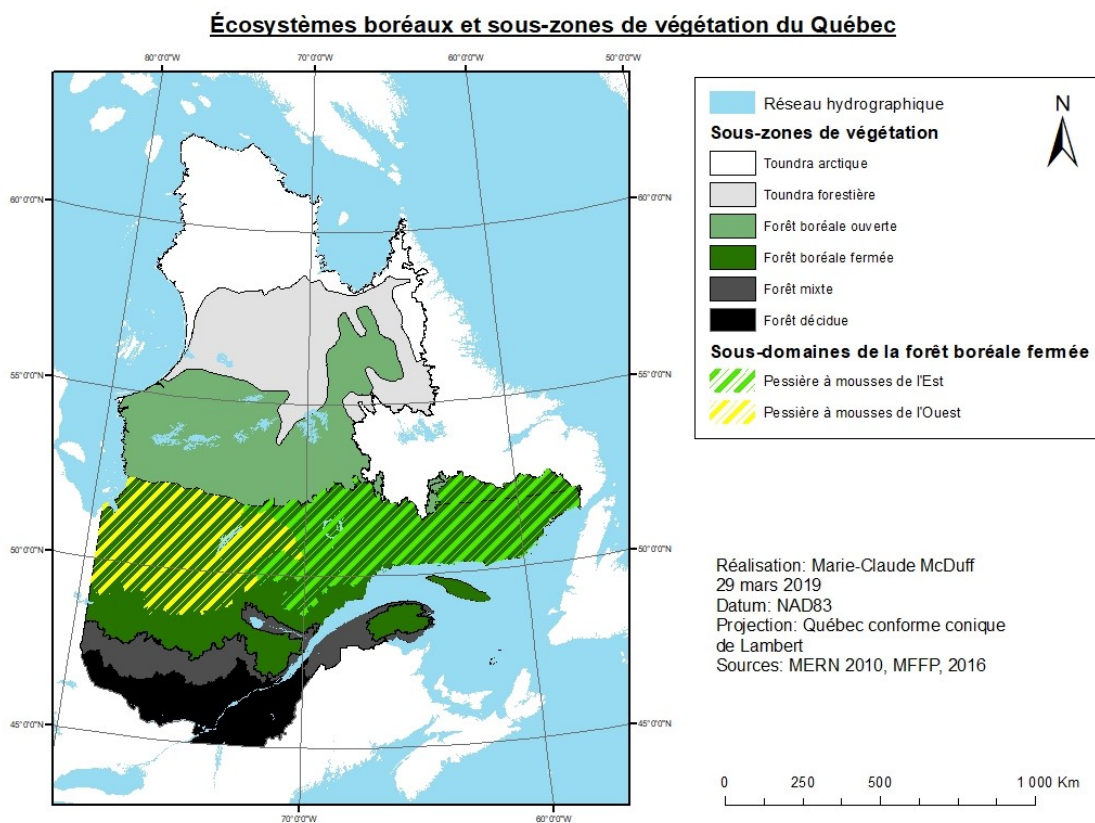 Écosystèmes boréaux et sous-zones de végétation du Québec
80°0'0"W
70°0'0"W
60°0'0"W
50°0'0"W
60°0'0"N
60°0'0"N
55°0'0"N
55°0'0"N
50°0'0"N
50°0'0"N
45°0'0"N
45°0'0"N
70°0'0"W
60°0'0"W
Réseau hydrographique
N
Sous-zones de végétation
Toundra arctique
Toundra forestière
Forêt boréale ouverte
Forêt boréale fermée
Forêt mixte
Forêt décidue
Sous-domaines de la forêt boréale fermée
Pessière à mousses de l'Est
Pessière à mousses de l'Ouest
Réalisation: Marie-Claude McDuff
29 mars 2019
Datum: NAD83
Projection: Québec conforme conique
de Lambert
Sources: MERN 2010, MFFP, 2016
0 250 500 1 000 Km